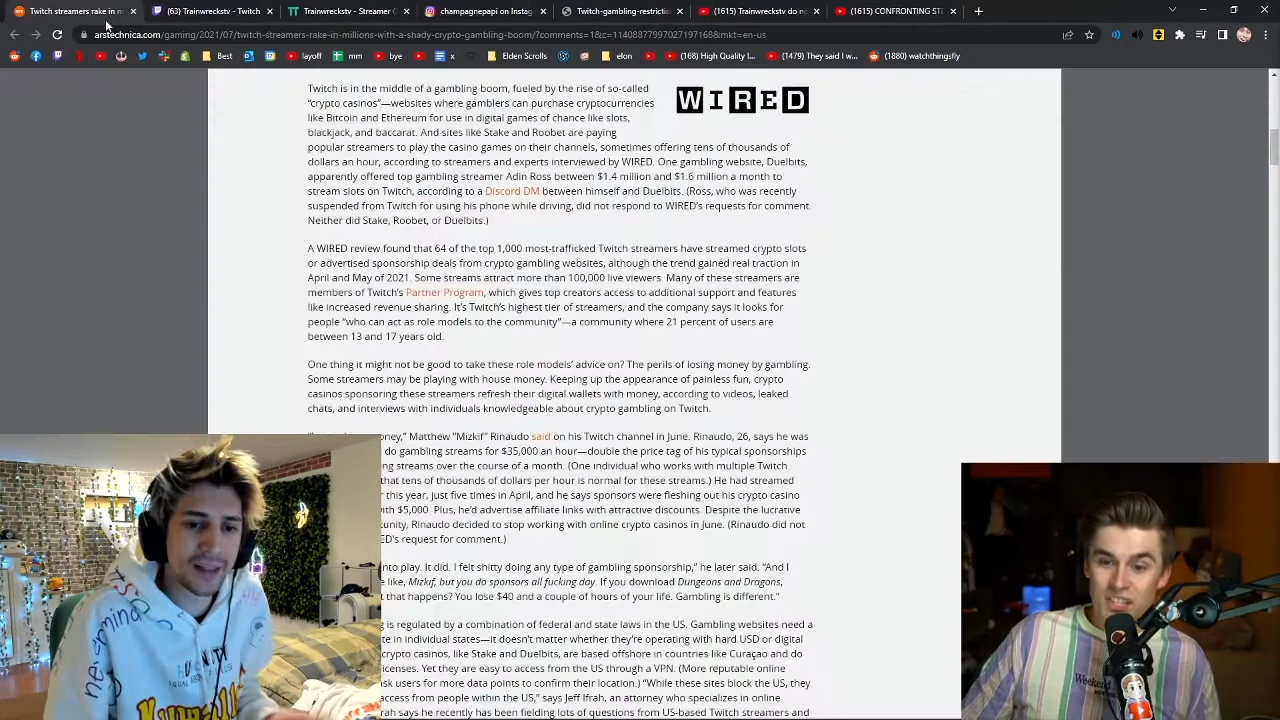 Twitch streamers rake in m
(63) Trainwreckstv - Twitch
Trainwreckstv - Streamer
champagnepapi on Instag
Twitch-gambling-restrictio
(1615) Trainwreckstv do no
(1615) CONFRONTING STE
arstechnica.com/gaming/2021/07/twitch-streamers-rake-in-millions-with-a-shady-crypto-gambling-boom/?comments=1&c=1140887799702719716&mkt=en-us
Best
layoff
mm
bye
x
Elden Scrolls
elon
(168) High Quality I...
(1479) They said I w...
(1880) watchthingsfly
Twitch is in the middle of a gambling boom, fueled by the rise of so-called
“crypto casinos”—websites where gamblers can purchase cryptocurrencies
like Bitcoin and Ethereum for use in digital games of chance like slots,
blackjack, and baccarat. And sites like Stake and Roobet are paying
popular streamers to play the casino games on their channels, sometimes offering tens of thousands of
dollars an hour, according to streamers and experts interviewed by WIRED. One gambling website, Duelbits,
apparently offered top gambling streamer Adin Ross between $1.4 million and $1.6 million a month to
stream slots on Twitch, according to a Discord DM between himself and Duelbits. (Ross, who was recently
suspended from Twitch for using his phone while driving, did not respond to WIRED’s requests for comment.
Neither did Stake, Roobet, or Duelbits.)
WIRED
A WIRED review found that 64 of the top 1,000 most-trafficked Twitch streamers have streamed crypto slots
or advertised sponsorship deals from crypto gambling websites, although the trend gained real traction in
April and May of 2021. Some streams attract more than 100,000 live viewers. Many of these streamers are
members of Twitch’s Partner Program, which gives top creators access to additional support and features
like increased revenue sharing. It’s Twitch’s highest tier of streamers, and the company says it looks for
people “who can act as role models to the community”—a community where 21 percent of users are
between 13 and 17 years old.
One thing it might not be good to take these role models’ advice on? The perils of losing money by gambling.
Some streamers may be playing with house money. Keeping up the appearance of painless fun, crypto
casinos sponsoring these streamers refresh their digital wallets with money, according to videos, leaked
chats, and interviews with individuals knowledgeable about crypto gambling on Twitch.
ney,” Matthew “Mizkif” Rinaudo said on his Twitch channel in June. Rinaudo, 26, says he was
do gambling streams for $35,000 an hour—double the price tag of his typical sponsorships
ng streams over the course of a month. (One individual who works with multiple Twitch
hat tens of thousands of dollars per hour is normal for these streams.) He had streamed
r this year, just five times in April, and he says sponsors were fleshing out his crypto casino
ith $5,000. Plus, he’d advertise affiliate links with attractive discounts. Despite the lucrative
unity, Rinaudo decided to stop working with online crypto casinos in June. (Rinaudo did not
ED’s request for comment.)
nto play. It did. I felt shitty doing any type of gambling sponsorship,” he later said. “And I
like, Mizkif, but you do sponsors all fucking day. If you download Dungeons and Dragons,
that happens? You lose $40 and a couple of hours of your life. Gambling is different.”
g is regulated by a combination of federal and state laws in the US. Gambling websites need a
te in individual states—it doesn’t matter whether they’re operating with hard USD or digital
crypto casinos, like Stake and Duelbits, are based offshore in countries like Curaçao and do
icenses. Yet they are easy to access from the US through a VPN. (More reputable online
sk users for more data points to confirm their location.) “While these sites block the US, they
access from people within the US,” says Jeff Ifrah, an attorney who specializes in online
rah says he recently has been fielding lots of questions from US-based Twitch streamers and